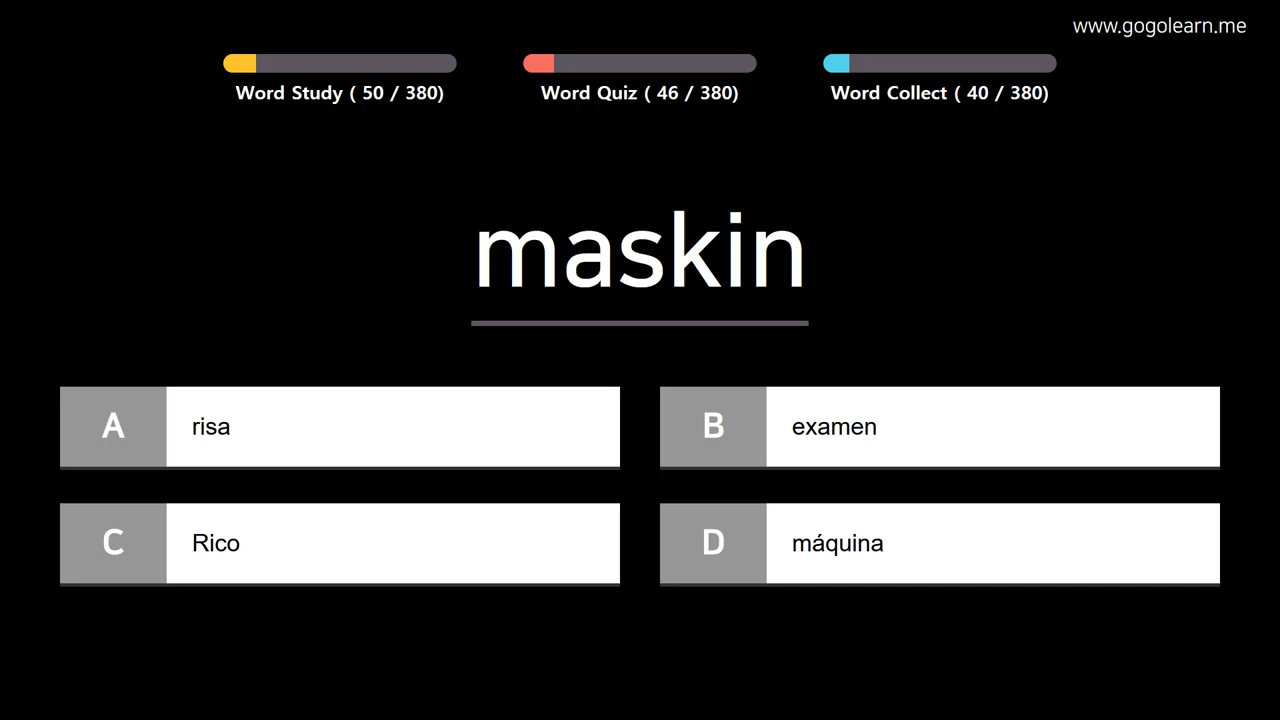 www.gogolearn.me
Word Study ( 50 / 380)
Word Quiz ( 46 / 380)
Word Collect ( 40 / 380)
maskin
A risa
B examen
C Rico
D máquina